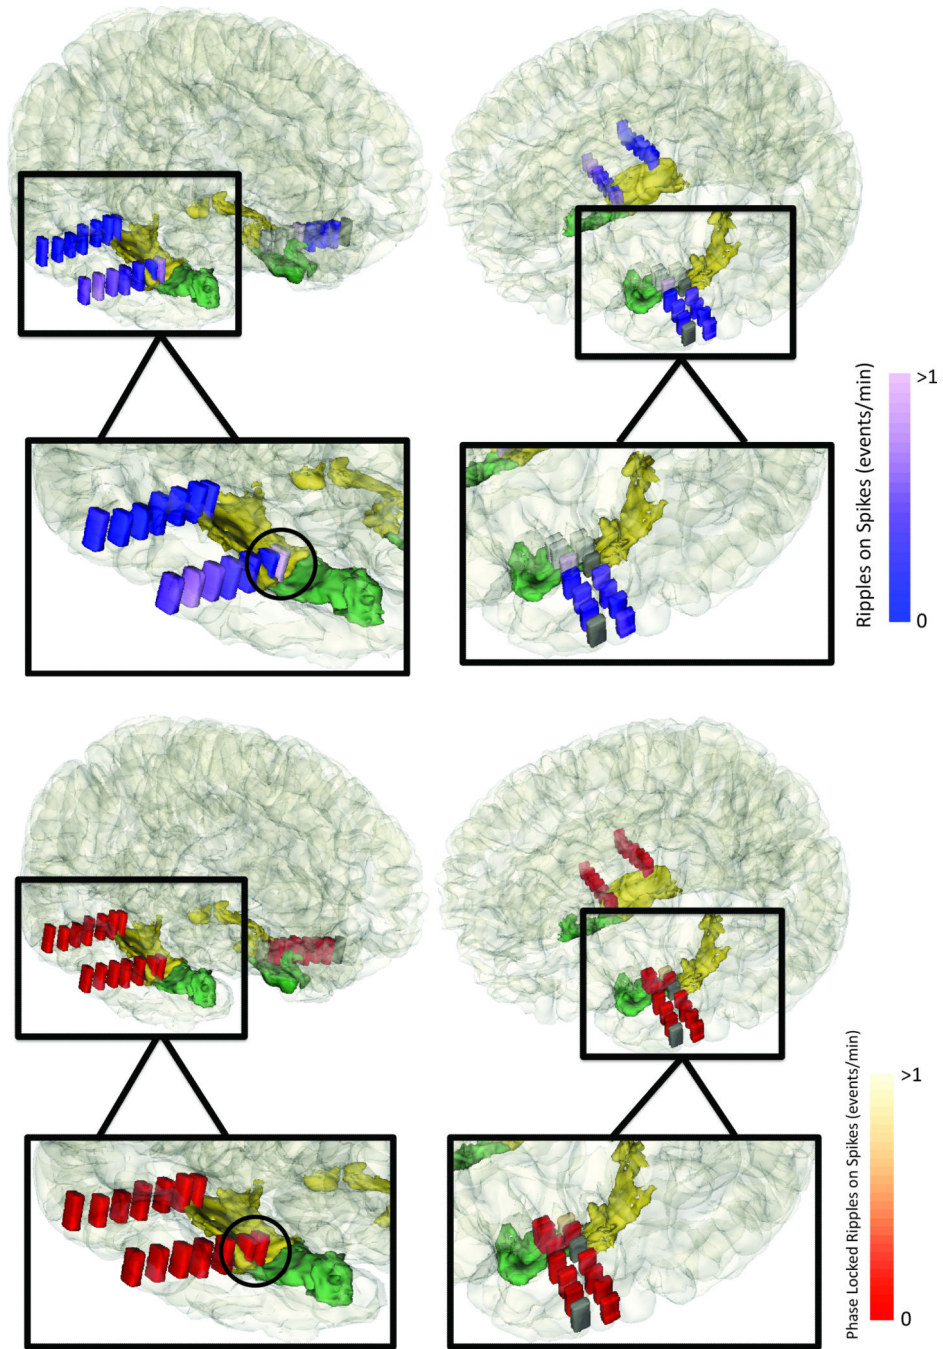 >1
Ripples on Spikes (events/min)
0
>1
Phase Locked Ripples on Spikes (events/min)
0